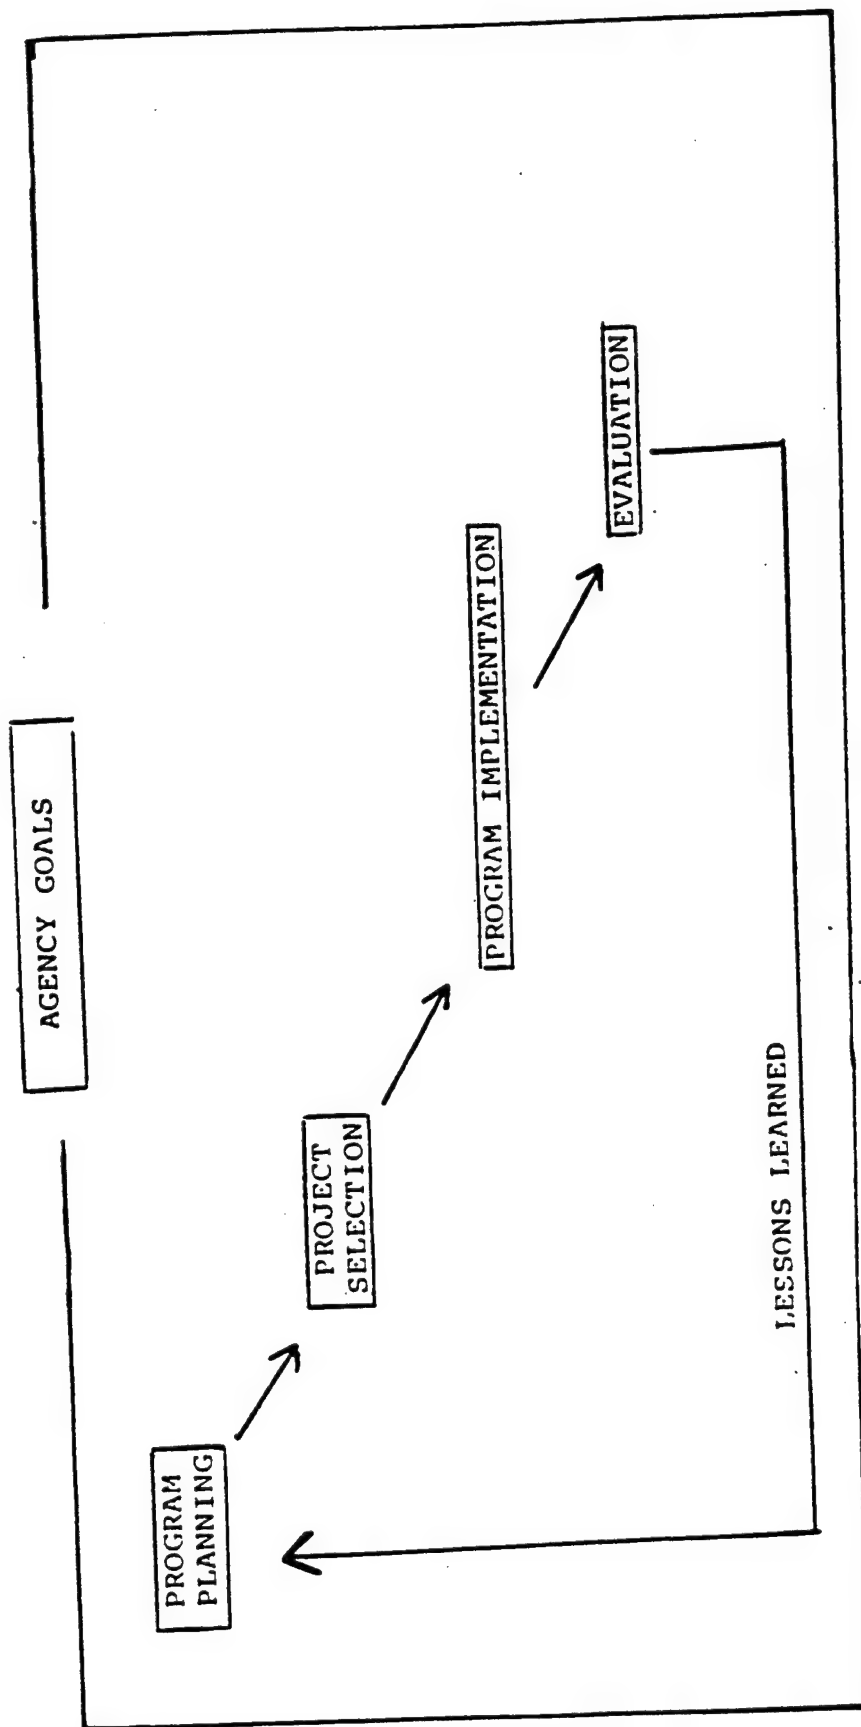 AGENCY GOALS
PROGRAM
PLANNING
PROJECT
SELECTION
PROGRAM IMPLEMENTATION
EVALUATION
LESSONS LEARNED